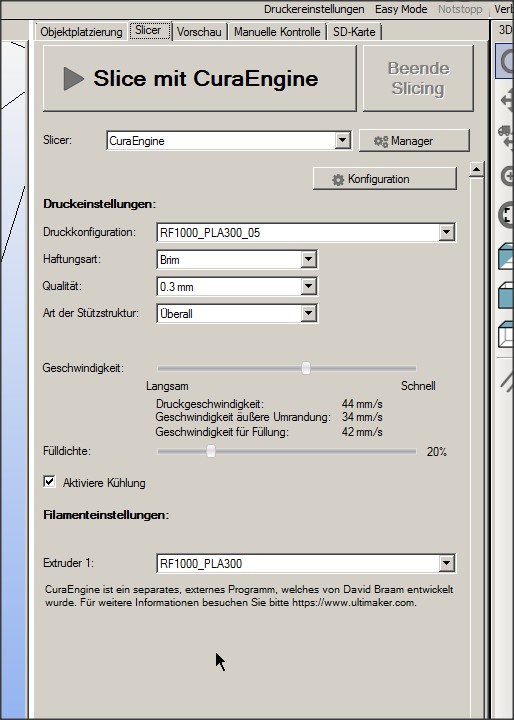 Druckereinstellungen Easy Mode Notstopp Verb
Objektplatzierung Slicer Vorschau Manuelle Kontrolle SD-Karte 3D
Slice mit CuraEngine
Beende
Slicing
Slicer: CuraEngine Manager
Konfiguration
Druckeinstellungen:
Druckkonfiguration: RF1000_PLA300_05
Haftungsart: Brim
Qualität: 0.3 mm
Art der Stützstruktur: Überall
Geschwindigkeit:
Langsam Schnell
Druckgeschwindigkeit: 44 mm/s
Geschwindigkeit äußere Umrandung: 34 mm/s
Geschwindigkeit für Füllung: 42 mm/s
Fülldichte: 20%
Aktiviere Kühlung
Filamenteinstellungen:
Extruder 1: RF1000_PLA300
CuraEngine ist ein separates, externes Programm, welches von David Braam entwickelt
wurde. Für weitere Informationen besuchen Sie bitte https://www.ultimaker.com.